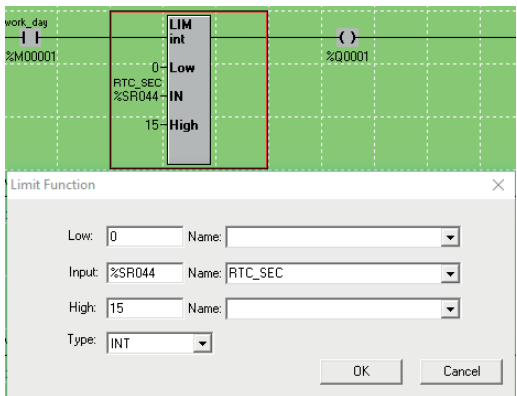 work_day
%M00001
LIM
int
0 Low
RTC_SEC
%SR044 IN
15 High
( )
%Q0001
Limit Function
Low: 0 Name:
Input: %SR044 Name: RTC_SEC
High: 15 Name:
Type: INT
OK Cancel